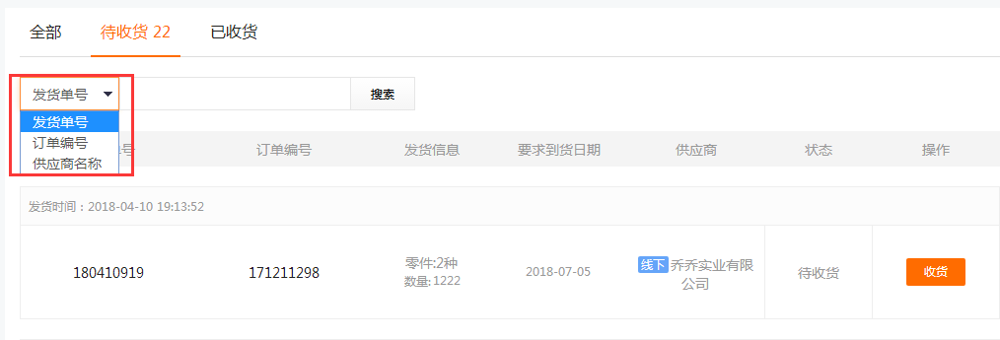 全部 待收货 22 已收货
发货单号 搜索
发货单号
订单编号
供应商名称
号 订单编号 发货信息 要求到货日期 供应商 状态 操作
发货时间：2018-04-10 19:13:52
180410919 171211298 零件:2种 2018-07-05 线下 乔乔实业有限 待收货 收货
数量: 1222 公司